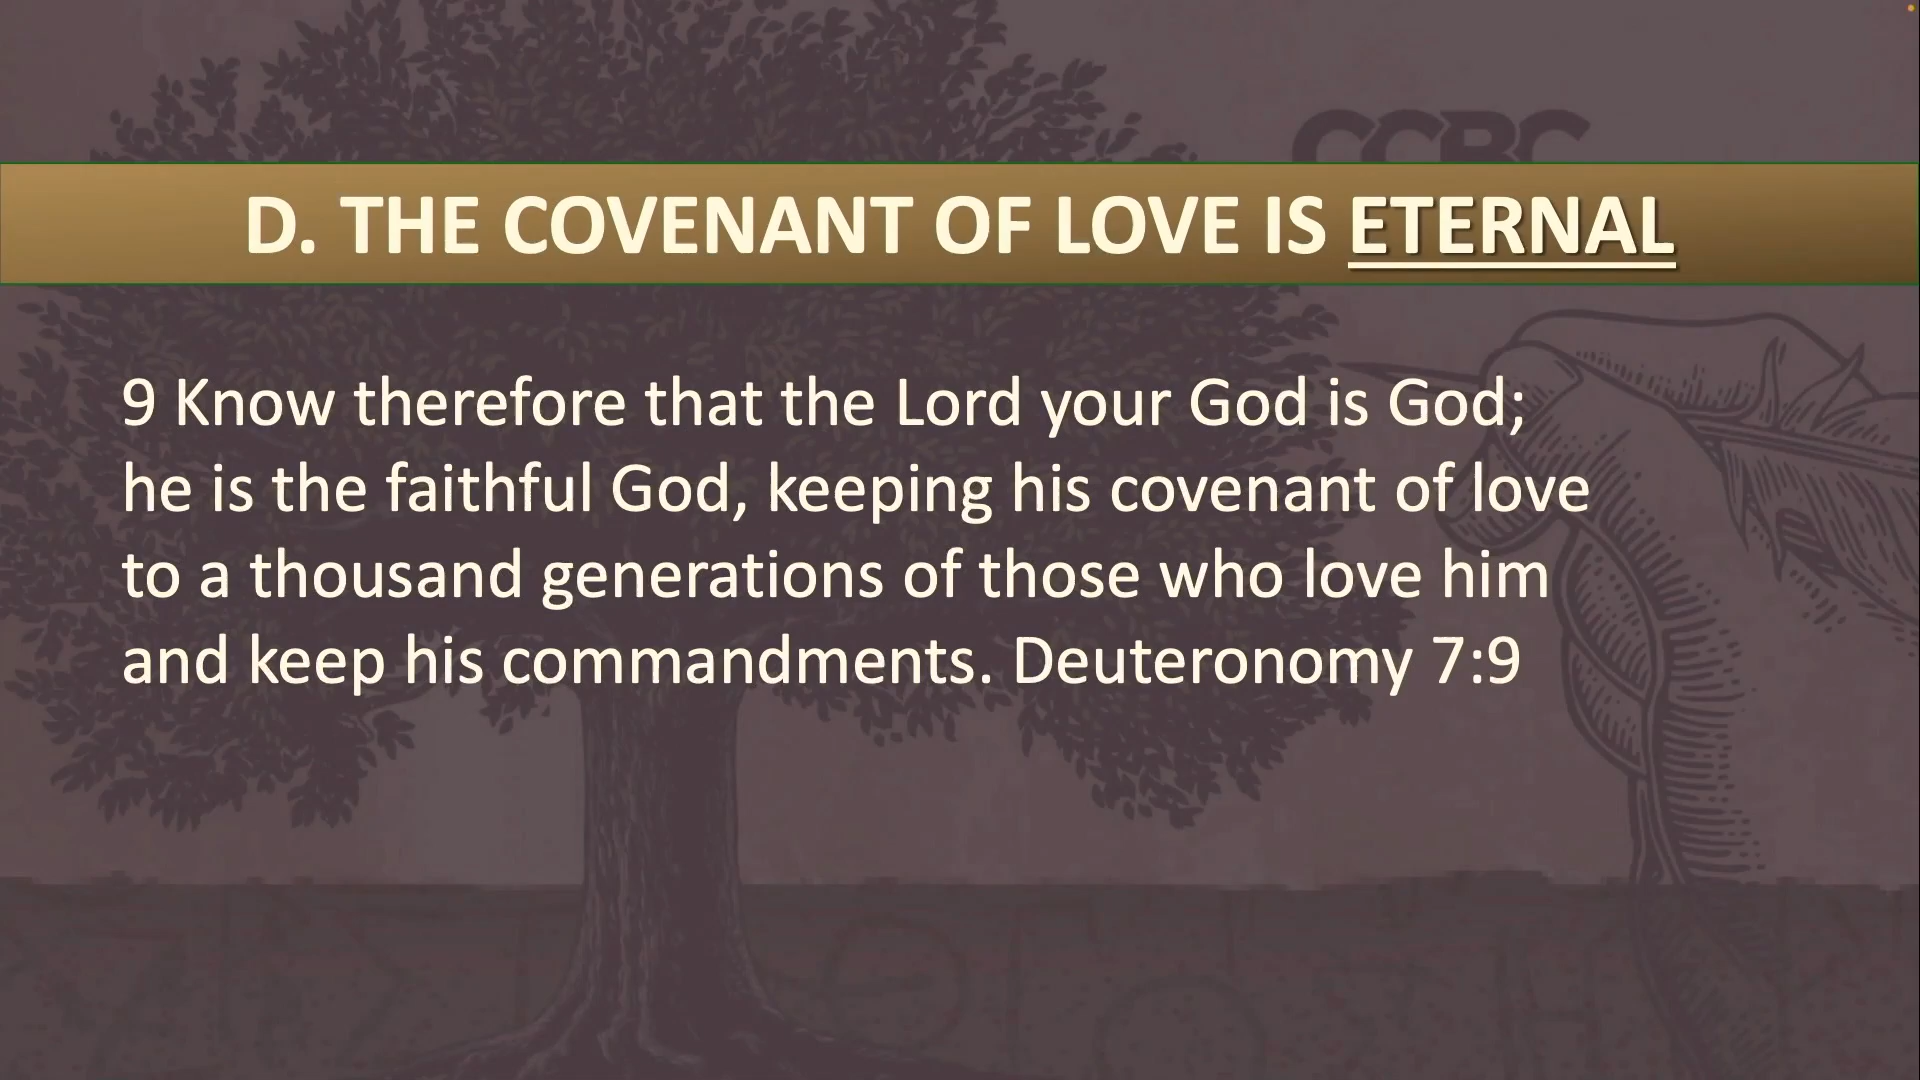 CCBC
D. THE COVENANT OF LOVE IS ETERNAL
9 Know therefore that the Lord your God is God;
he is the faithful God, keeping his covenant of love
to a thousand generations of those who love him
and keep his commandments. Deuteronomy 7:9